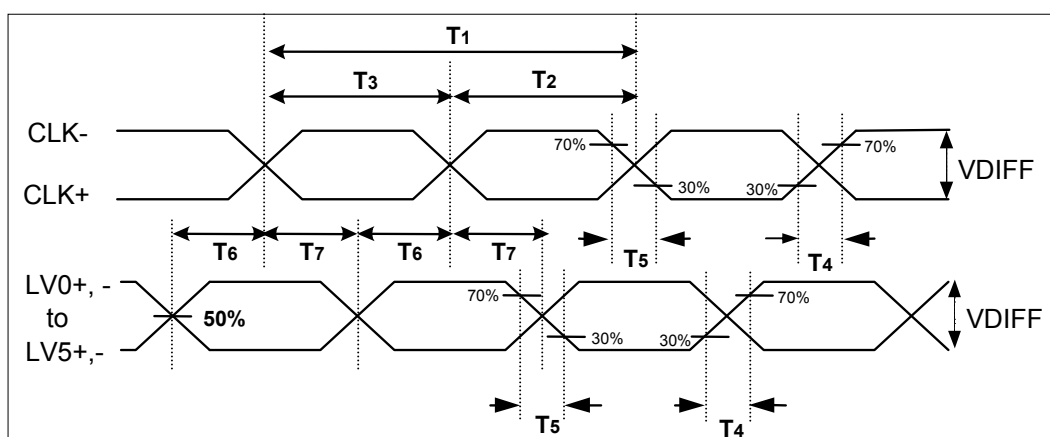 T1
T3 T2
CLK-
70% 70%
VDIFF
CLK+
30% 30%
T6 T7 T6 T7 T5 T4
LV0+, -
70% 70%
to
50%
VDIFF
30% 30%
LV5+,-
T5 T4